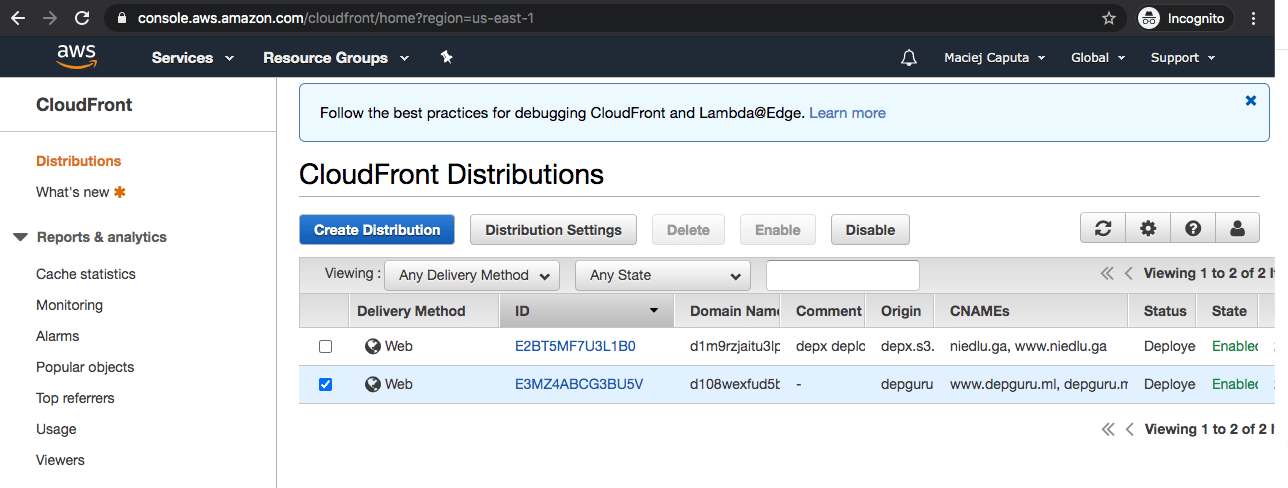 console.aws.amazon.com/cloudfront/home?region=us-east-1 Incognito
aws Services Resource Groups Maciej Caputa Global Support
CloudFront
Distributions
What's new
Reports & analytics
Cache statistics
Monitoring
Alarms
Popular objects
Top referrers
Usage
Viewers
Follow the best practices for debugging CloudFront and Lambda@Edge. Learn more
CloudFront Distributions
Create Distribution Distribution Settings Delete Enable Disable
Viewing : Any Delivery Method Any State Viewing 1 to 2 of 2 I
Delivery Method ID Domain Nam Comment Origin CNAMEs Status State
Web E2BT5MF7U3L1B0 d1m9rzjaitu3lp depx deplo depx.s3. niedlu.ga, www.niedlu.ga Deploye Enabled
Web E3MZ4ABCG3BU5V d108wexfud5b - depguru www.depguru.ml, depguru.m Deploye Enabled
Viewing 1 to 2 of 2 I